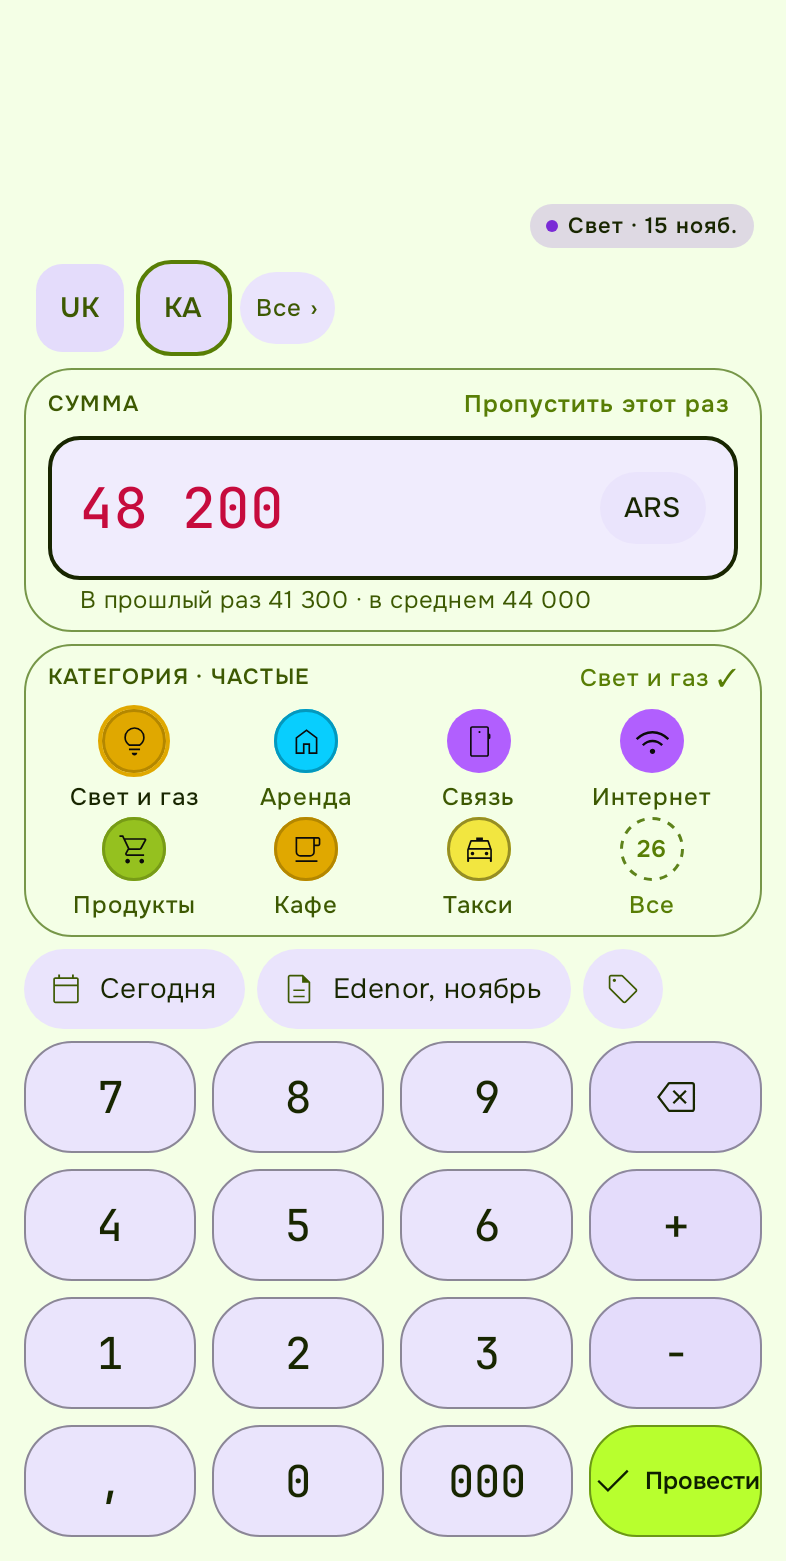 Свет · 15 нояб.
UK KA Все ›
СУММА Пропустить этот раз
48 200 ARS
В прошлый раз 41 300 · в среднем 44 000
КАТЕГОРИЯ · ЧАСТЫЕ Свет и газ ✓
Свет и газ Аренда Связь Интернет
26
Продукты Кафе Такси Все
Сегодня Edenor, ноябрь
7 8 9
4 5 6 +
1 2 3 -
, 0 000 Провести